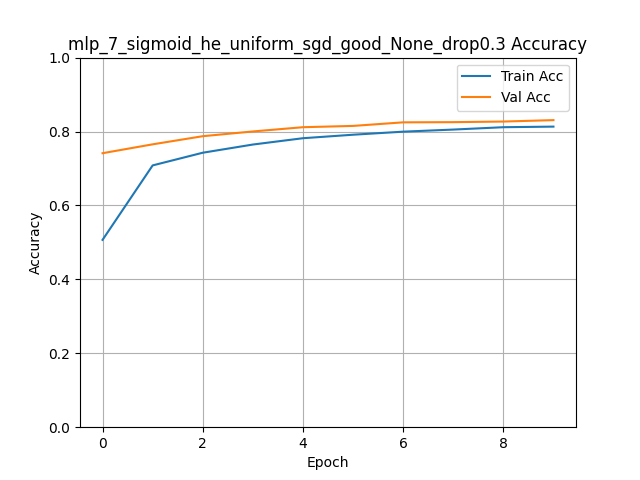 mlp_7_sigmoid_he_uniform_sgd_good_None_drop0.3 Accuracy
Train Acc
Val Acc
1.0
0.8
0.6
0.4
0.2
0.0
Accuracy
0 2 4 6 8
Epoch